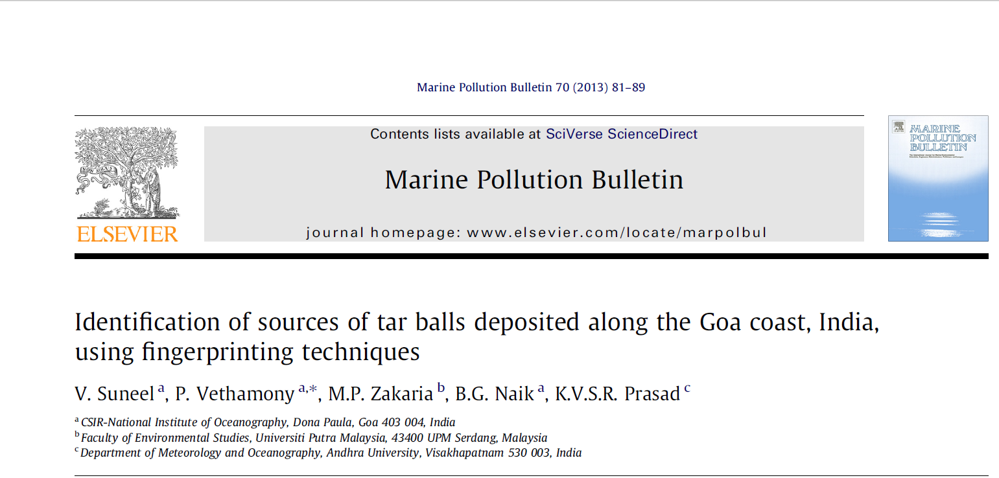 Marine Pollution Bulletin 70 (2013) 81–89
NON SOLUS
ELSEVIER
Contents lists available at SciVerse ScienceDirect
Marine Pollution Bulletin
journal homepage: www.elsevier.com/locate/marpolbul
MARINE
POLLUTION
BULLETIN
Identification of sources of tar balls deposited along the Goa coast, India,
using fingerprinting techniques
V. Suneel a, P. Vethamony a,*, M.P. Zakaria b, B.G. Naik a, K.V.S.R. Prasad c
a CSIR-National Institute of Oceanography, Dona Paula, Goa 403 004, India
b Faculty of Environmental Studies, Universiti Putra Malaysia, 43400 UPM Serdang, Malaysia
c Department of Meteorology and Oceanography, Andhra University, Visakhapatnam 530 003, India